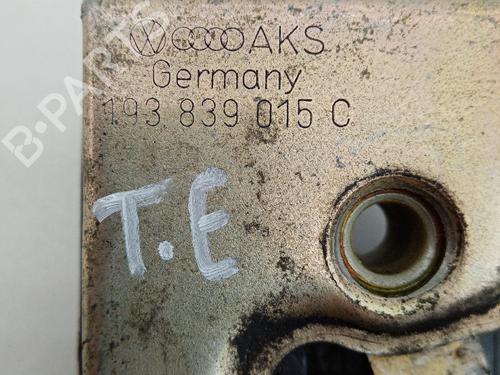 AKS
Germany
193 839 015 C
T.E
B-PARTS